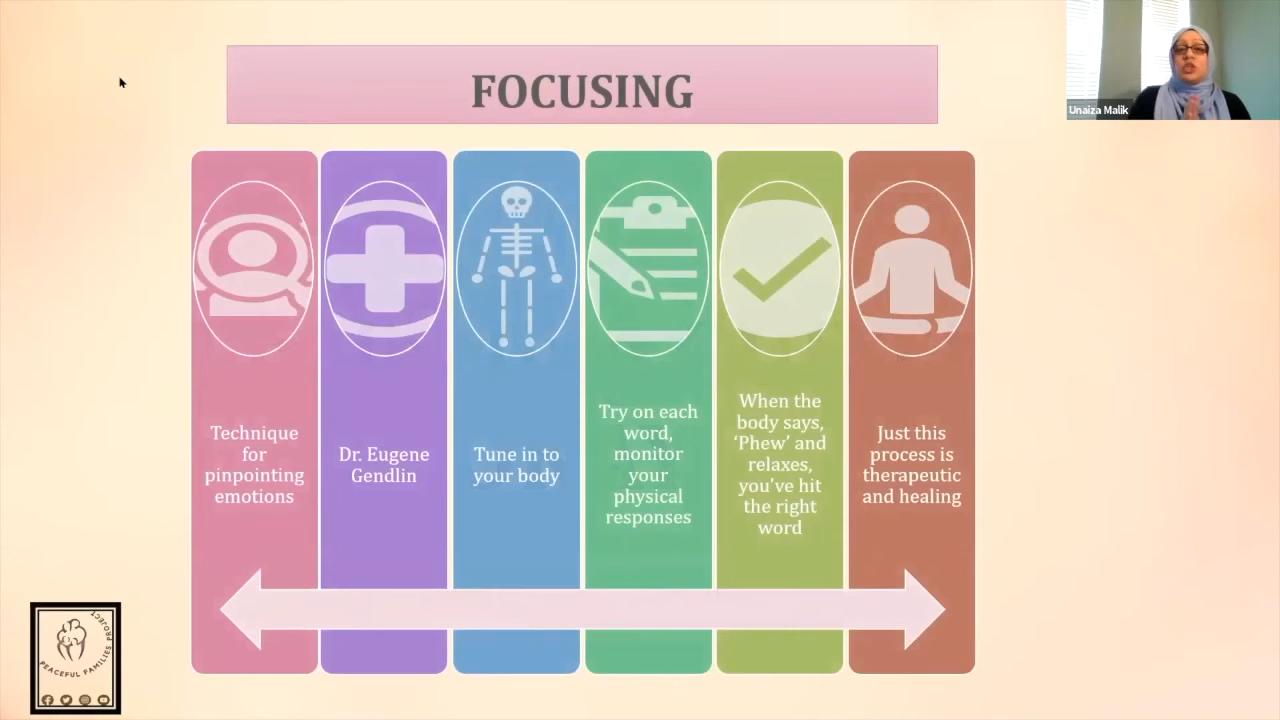 FOCUSING
Unaiza Malik
Technique
for
pinpointing
emotions
Dr. Eugene
Gendlin
Tune in to
your body
Try on each
word,
monitor
your
physical
responses
When the
body says,
‘Phew’ and
relaxes,
you’ve hit
the right
word
Just this
process is
therapeutic
and healing
PEACEFUL FAMILIES PROJECT